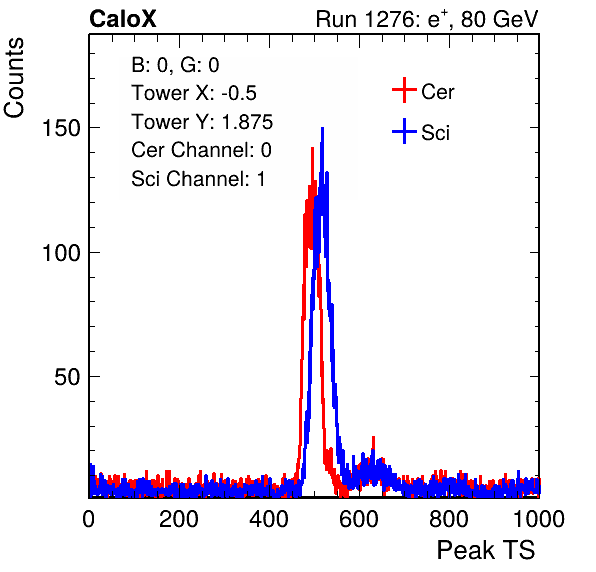 CaloX Run 1276: e⁺, 80 GeV
B: 0, G: 0
Tower X: -0.5
Tower Y: 1.875
Cer Channel: 0
Sci Channel: 1
Cer
Sci
Counts
150
100
50
0 200 400 600 800 1000
Peak TS